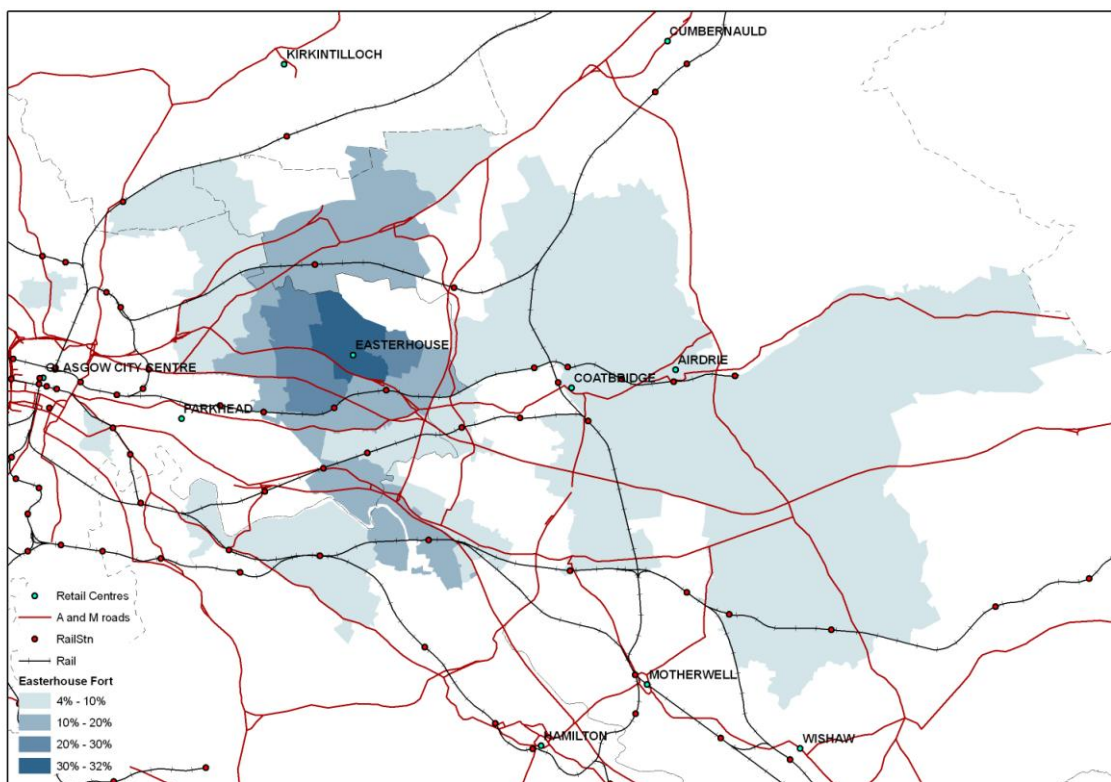 CUMBERNAULD
KIRKINTILLOCH
EASTERHOUSE
GLASGOW CITY CENTRE
AIRDRIE
COATBRIDGE
PARKHEAD
Retail Centres
A and M roads
RailStn
Rail
Easterhouse Fort
4% - 10%
10% - 20%
20% - 30%
30% - 32%
MOTHERWELL
HAMILTON
WISHAW